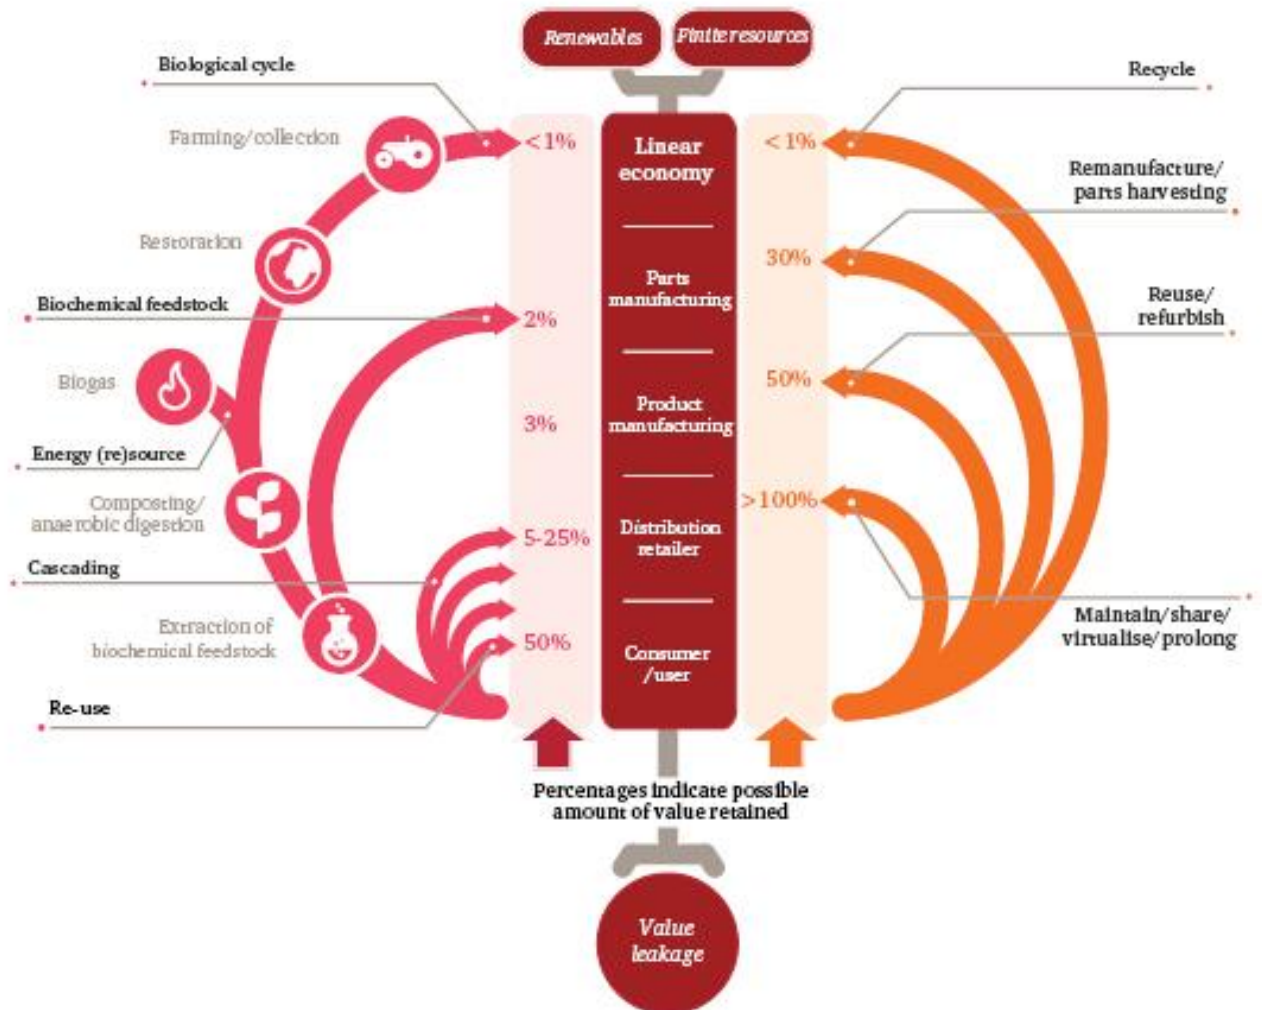 Renewables
Finite resources
Biological cycle
Recycle
Farming/collection
<1%
Linear
economy
<1%
Remanufacture/
parts harvesting
Restoration
30%
Parts
manufacturing
Biochemical feedstock
2%
Reuse/
refurbish
Biogas
50%
Product
manufacturing
3%
Energy (re)source
Composting/
anaerobic digestion
>100%
5-25%
Distribution
retailer
Cascading
Extraction of
biochemical feedstock
50%
Consumer
/user
Maintain/share/
virtualise/prolong
Re-use
Percentages indicate possible
amount of value retained
Value
leakage